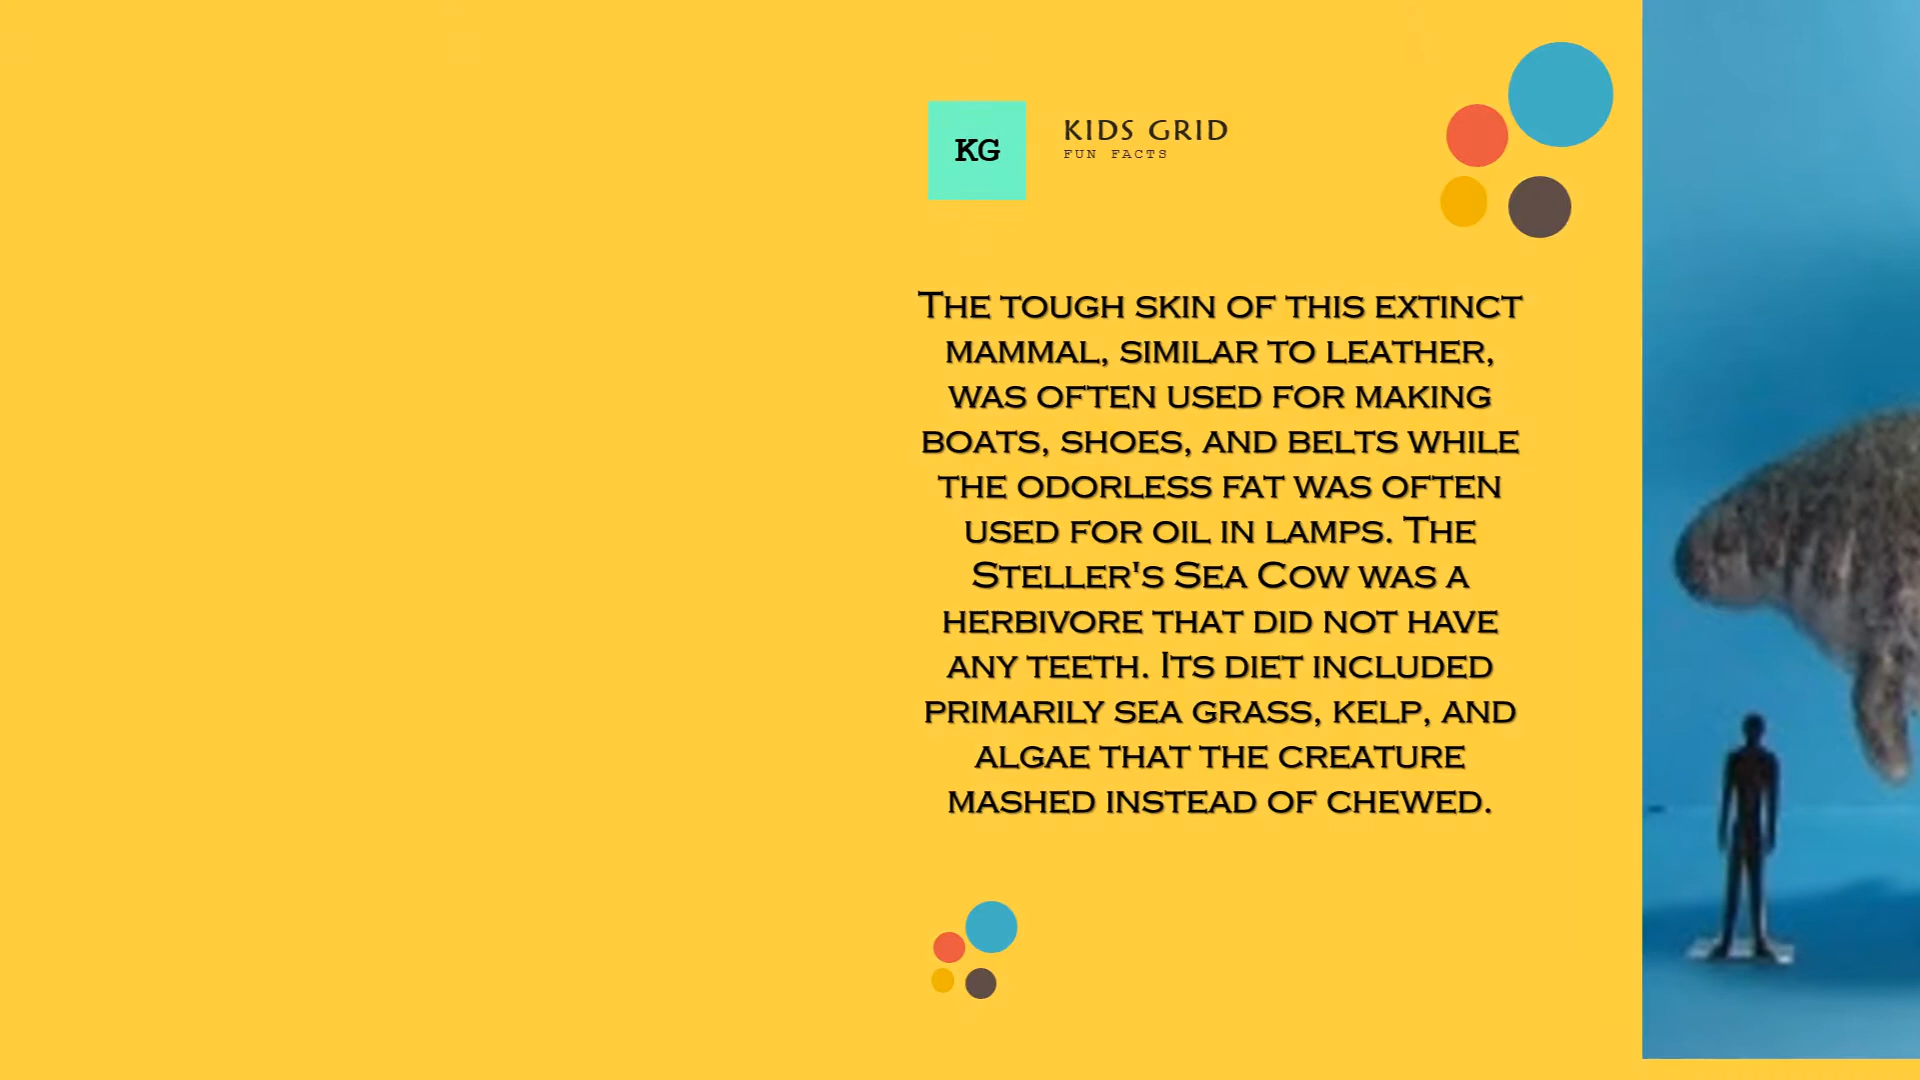 KG
KIDS GRID
FUN FACTS
The tough skin of this extinct
mammal, similar to leather,
was often used for making
boats, shoes, and belts while
the odorless fat was often
used for oil in lamps. The
Steller's Sea Cow was a
herbivore that did not have
any teeth. Its diet included
primarily sea grass, kelp, and
algae that the creature
mashed instead of chewed.